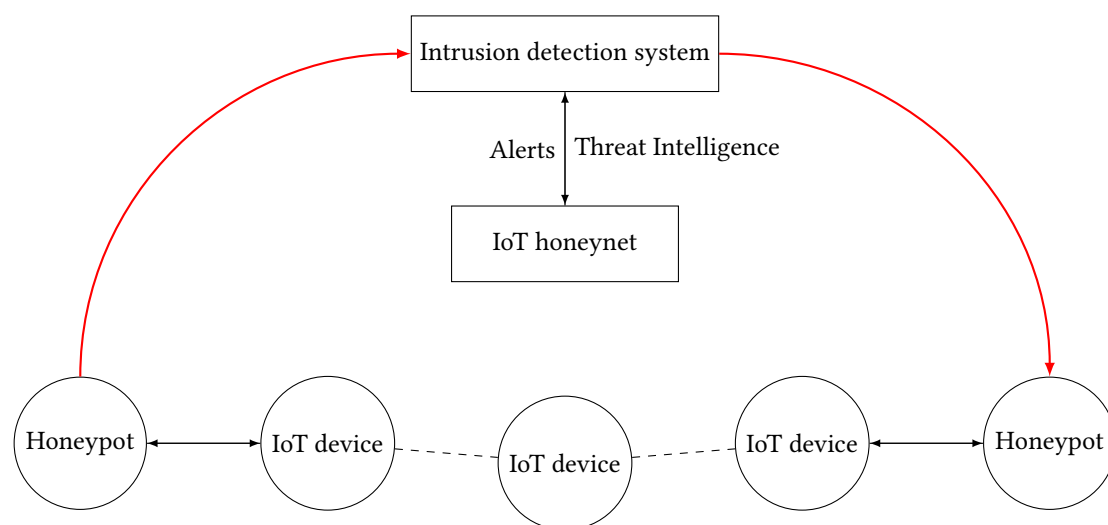 Intrusion detection system
Alerts
Threat Intelligence
IoT honeynet
Honeypot
IoT device
IoT device
IoT device
Honeypot